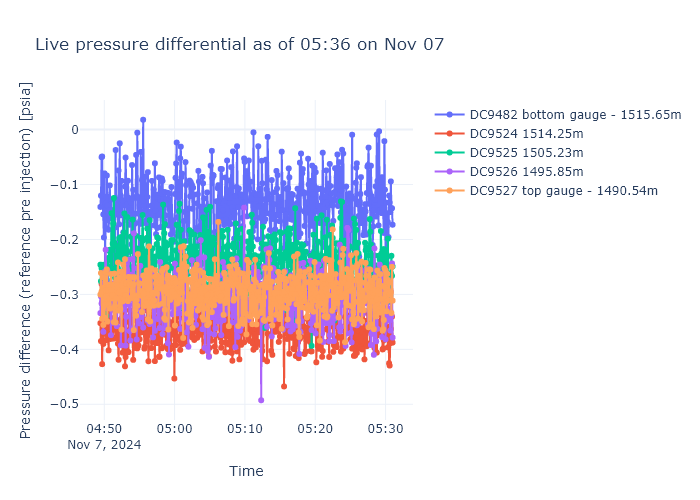 Live pressure differential as of 05:36 on Nov 07
Pressure difference (reference pre injection) [psia]
0
−0.1
−0.2
−0.3
−0.4
−0.5
04:50
Nov 7, 2024
05:00
05:10
05:20
05:30
Time
DC9482 bottom gauge - 1515.65m
DC9524 1514.25m
DC9525 1505.23m
DC9526 1495.85m
DC9527 top gauge - 1490.54m